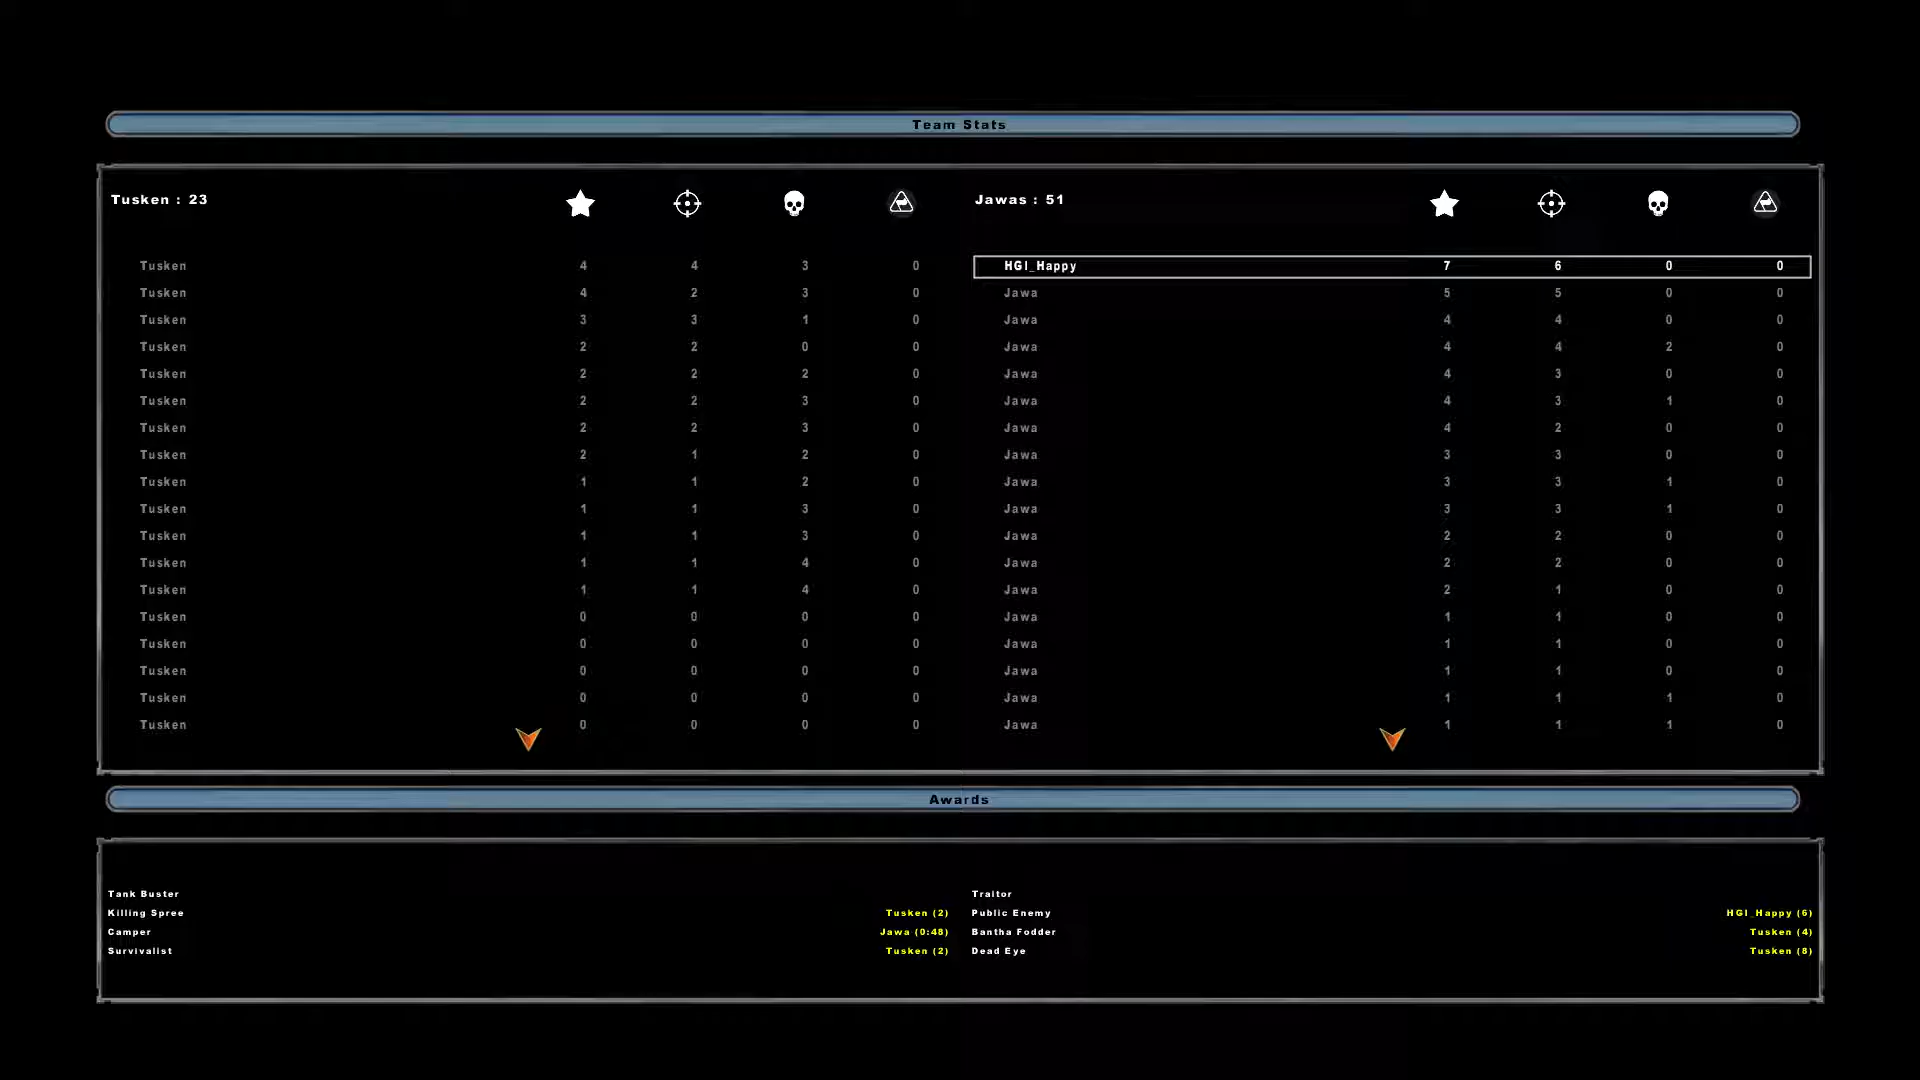 Team Stats
Tusken : 23
Tusken 4 4 3 0
Tusken 4 2 3 0
Tusken 3 3 1 0
Tusken 2 2 0 0
Tusken 2 2 2 0
Tusken 2 2 3 0
Tusken 2 2 3 0
Tusken 2 1 2 0
Tusken 1 1 2 0
Tusken 1 1 3 0
Tusken 1 1 3 0
Tusken 1 1 4 0
Tusken 1 1 4 0
Tusken 0 0 0 0
Tusken 0 0 0 0
Tusken 0 0 0 0
Tusken 0 0 0 0
Tusken 0 0 0 0
Jawas : 51
HGI_Happy 7 6 0 0
Jawa 5 5 0 0
Jawa 4 4 0 0
Jawa 4 4 2 0
Jawa 4 3 0 0
Jawa 4 3 1 0
Jawa 4 2 0 0
Jawa 3 3 0 0
Jawa 3 3 1 0
Jawa 3 3 1 0
Jawa 2 2 0 0
Jawa 2 2 0 0
Jawa 2 1 0 0
Jawa 1 1 0 0
Jawa 1 1 0 0
Jawa 1 1 0 0
Jawa 1 1 1 0
Jawa 1 1 1 0
Awards
Tank Buster
Killing Spree Tusken (2)
Camper Jawa (0:48)
Survivalist Tusken (2)
Traitor
Public Enemy HGI_Happy (6)
Bantha Fodder Tusken (4)
Dead Eye Tusken (8)